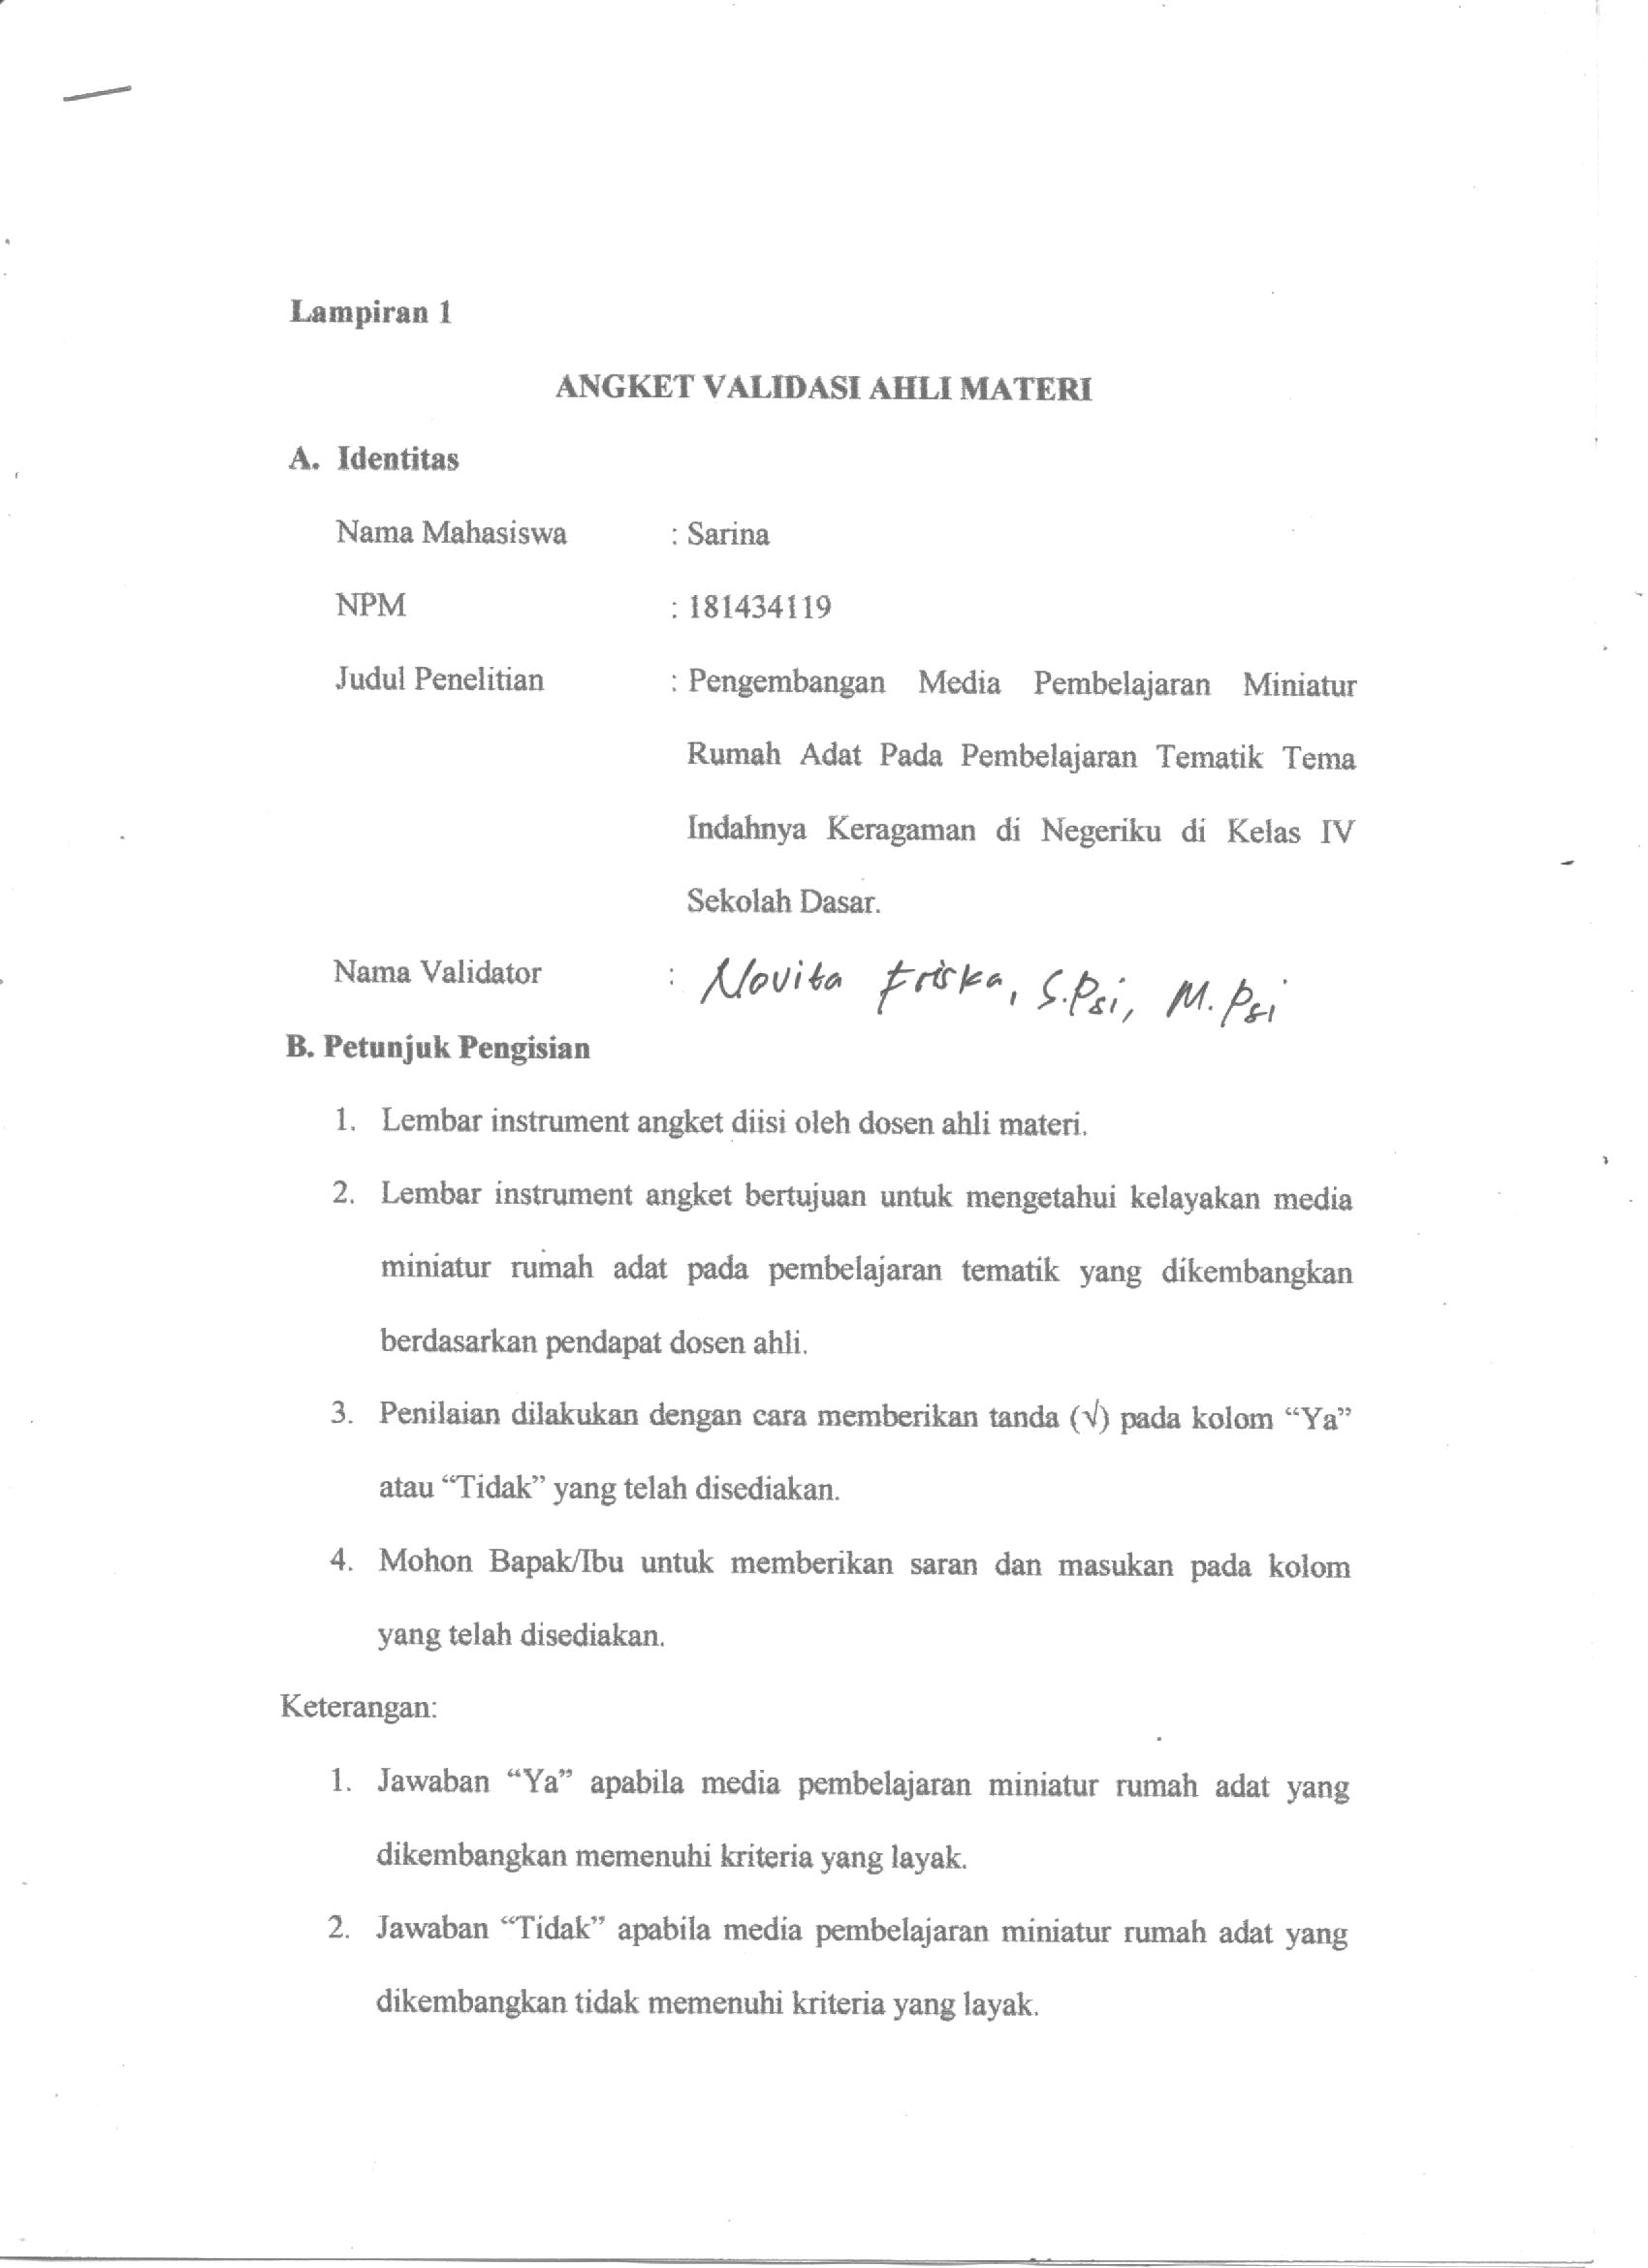 Lampiran 1
ANGKET VALIDASI AHLI MATERI
A. Identitas
Nama Mahasiswa : Sarina
NPM : 181434119
Judul Penelitian : Pengembangan Media Pembelajaran Miniatur
Rumah Adat Pada Pembelajaran Tematik Tema
Indahnya Keragaman di Negeriku di Kelas IV
Sekolah Dasar.
Nama Validator : Novita Friska, S.Psi, M.Psi
B. Petunjuk Pengisian
1. Lembar instrument angket diisi oleh dosen ahli materi.
2. Lembar instrument angket bertujuan untuk mengetahui kelayakan media
miniatur rumah adat pada pembelajaran tematik yang dikembangkan
berdasarkan pendapat dosen ahli.
3. Penilaian dilakukan dengan cara memberikan tanda (√) pada kolom “Ya”
atau “Tidak” yang telah disediakan.
4. Mohon Bapak/Ibu untuk memberikan saran dan masukan pada kolom
yang telah disediakan.
Keterangan:
1. Jawaban “Ya” apabila media pembelajaran miniatur rumah adat yang
dikembangkan memenuhi kriteria yang layak.
2. Jawaban “Tidak” apabila media pembelajaran miniatur rumah adat yang
dikembangkan tidak memenuhi kriteria yang layak.